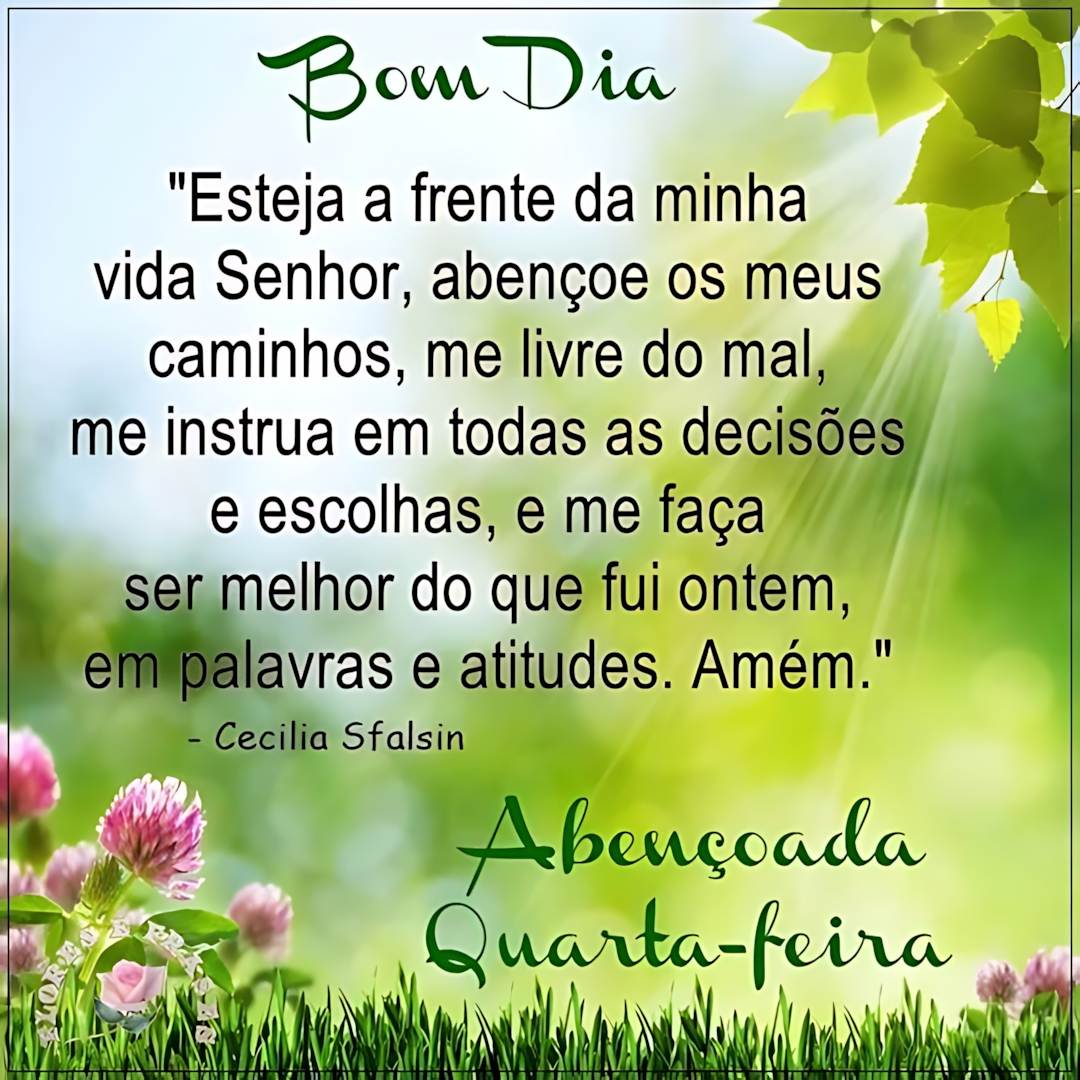 Bom Dia
"Esteja a frente da minha
vida Senhor, abençoe os meus
caminhos, me livre do mal,
me instrua em todas as decisões
e escolhas, e me faça
ser melhor do que fui ontem,
em palavras e atitudes. Amém."
- Cecilia Sfalsin
Abençoada
Quarta-feira